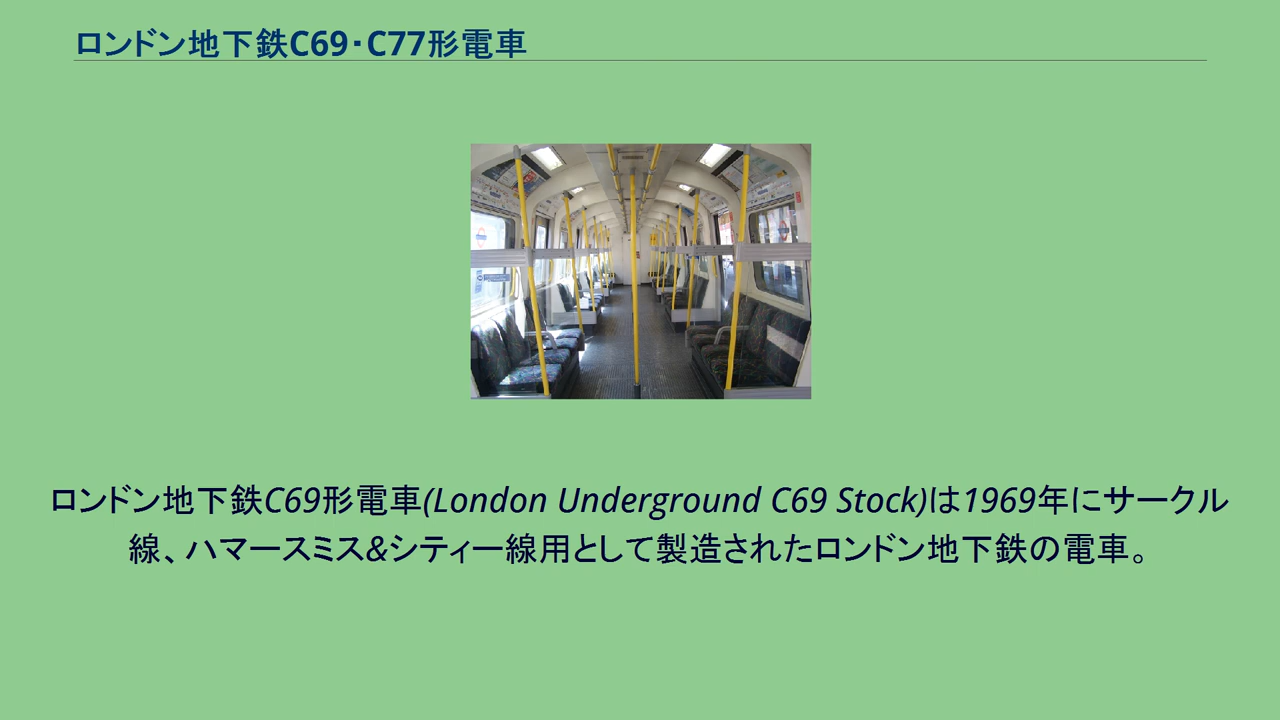 ロンドン地下鉄C69・C77形電車
ロンドン地下鉄C69形電車(London Underground C69 Stock)は1969年にサークル
線、ハマースミス&シティー線用として製造されたロンドン地下鉄の電車。